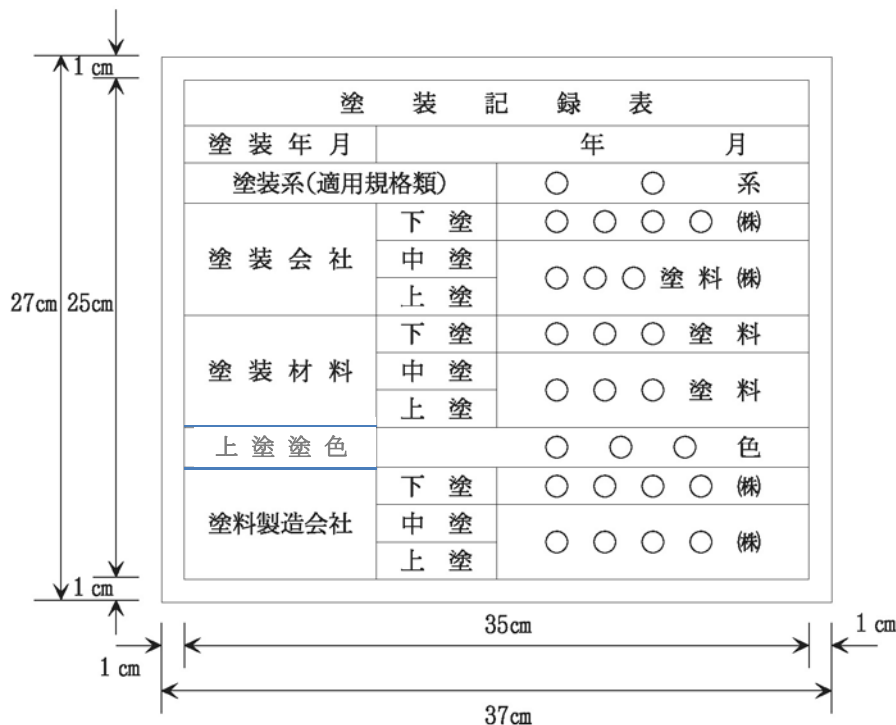 1 cm
塗装記録表
塗装年月 年 月
塗装系(適用規格類) ○ ○ 系
塗装会社 下塗 ○○○○㈱
中塗 ○○○塗料㈱
上塗
27cm 25cm
塗装材料 下塗 ○○○塗料
中塗 ○○○塗料
上塗
上塗塗色 ○○○色
塗料製造会社 下塗 ○○○○㈱
中塗 ○○○○㈱
上塗
1 cm
35cm
1 cm
1 cm
37cm